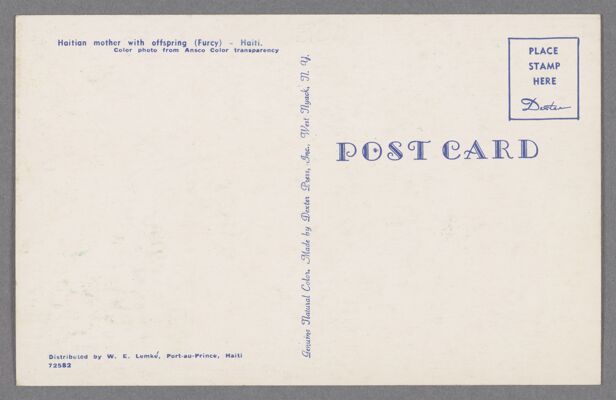 Haitian mother with offspring (Furcy) – Haiti.
Color photo from Ansco Color transparency
PLACE
STAMP
HERE
Dexter
POST CARD
Genuine Natural Color, Made by Dexter Press, Inc., West Nyack, N. Y.
Distributed by W. E. Lemké, Port-au-Prince, Haiti
72582